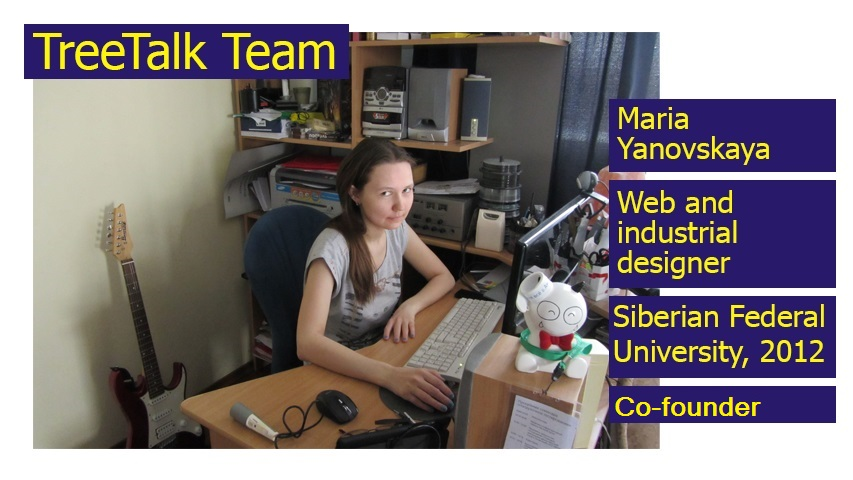 TreeTalk Team
Maria
Yanovskaya
Web and
industrial
designer
Siberian Federal
University, 2012
Co-founder